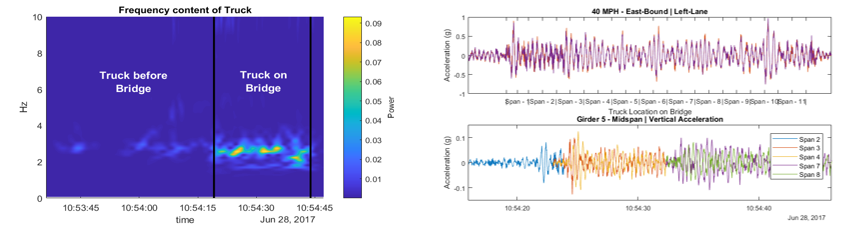 Frequency content of Truck
10
8
6
4
2
0
Hz
Truck before
Bridge
Truck on
Bridge
10:53:45
10:54:00
10:54:15
10:54:30
10:54:45
time
Jun 28, 2017
0.09
0.08
0.07
0.06
0.05
0.04
0.03
0.02
0.01
Power
40 MPH - East-Bound | Left-Lane
1
0.5
0
-0.5
-1
Acceleration (g)
Span - 1 Span - 2 Span - 3 Span - 4 Span - 5 Span - 6 Span - 7 Span - 8 Span - 9 Span - 10 Span - 11
Truck Location on Bridge
Girder 5 - Midspan | Vertical Acceleration
0.1
0
-0.1
Acceleration (g)
Span 2
Span 3
Span 4
Span 7
Span 8
10:54:20
10:54:30
10:54:40
Jun 28, 2017